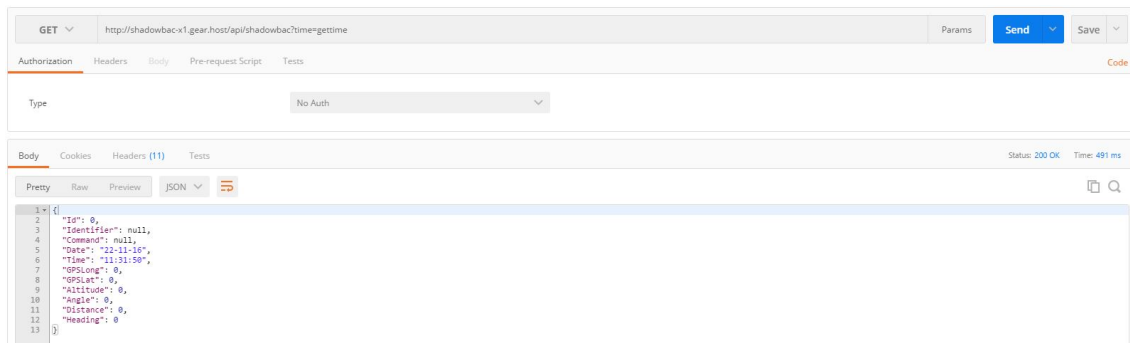 GET http://shadowbac-x1.gear.host/api/shadowbac?time=gettime Params Send Save
Authorization Headers Body Pre-request Script Tests Code
Type No Auth
Body Cookies Headers (11) Tests Status: 200 OK Time: 491 ms
Pretty Raw Preview JSON
1 {
2 "Id": 0,
3 "Identifier": null,
4 "Command": null,
5 "Date": "22-11-16",
6 "Time": "11:31:50",
7 "GPSLong": 0,
8 "GPSLat": 0,
9 "Altitude": 0,
10 "Angle": 0,
11 "Distance": 0,
12 "Heading": 0
13 }